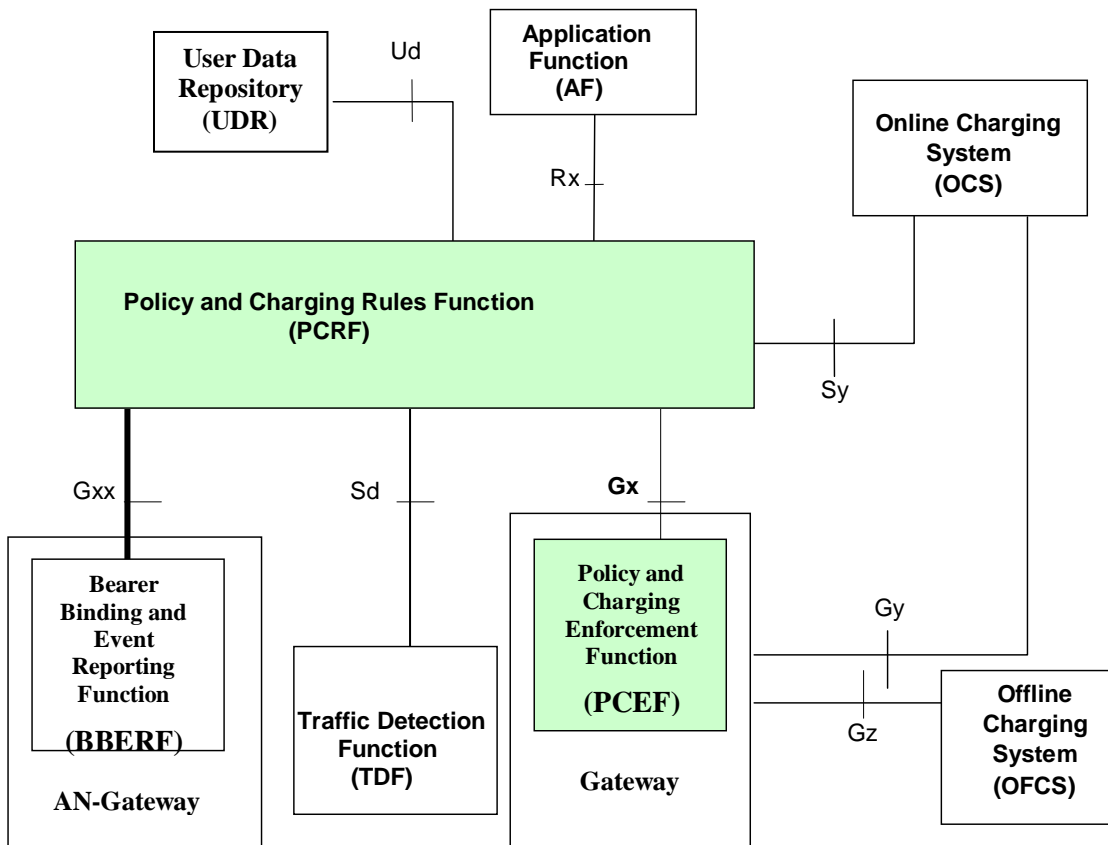 User Data
Repository
(UDR)
Ud
Application
Function
(AF)
Rx
Online Charging
System
(OCS)
Policy and Charging Rules Function
(PCRF)
Sy
Gxx
Sd
Gx
Bearer
Binding and
Event
Reporting
Function
(BBERF)
AN-Gateway
Traffic Detection
Function
(TDF)
Policy and
Charging
Enforcement
Function
(PCEF)
Gateway
Gy
Gz
Offline
Charging
System
(OFCS)